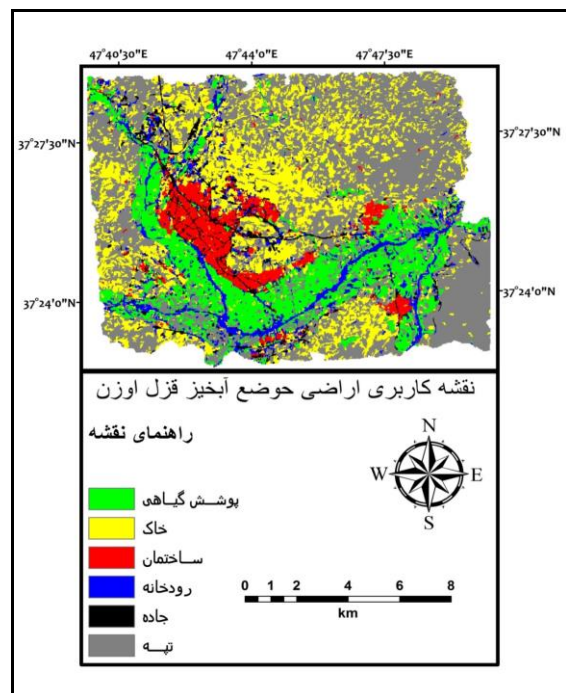 47°40'30"E 47°44'0"E 47°47'30"E
37°27'30"N 37°27'30"N
37°24'0"N 37°24'0"N
نقشه کاربری اراضی حوضع آبخیز قزل اوزن
راهنمای نقشه
پوشش گیاهی
خاک
ساختمان
رودخانه
جاده
تپه
N
W E
S
0 1 2 4 6 8
km